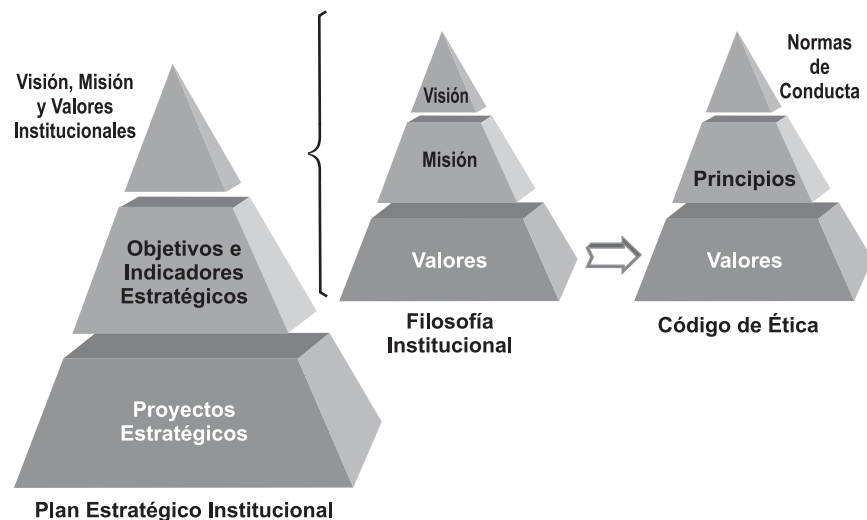 Visión, Misión
y Valores
Institucionales
Objetivos e
Indicadores
Estratégicos
Proyectos
Estratégicos
Plan Estratégico Institucional
Visión
Misión
Valores
Filosofía
Institucional
Normas
de
Conducta
Principios
Valores
Código de Ética